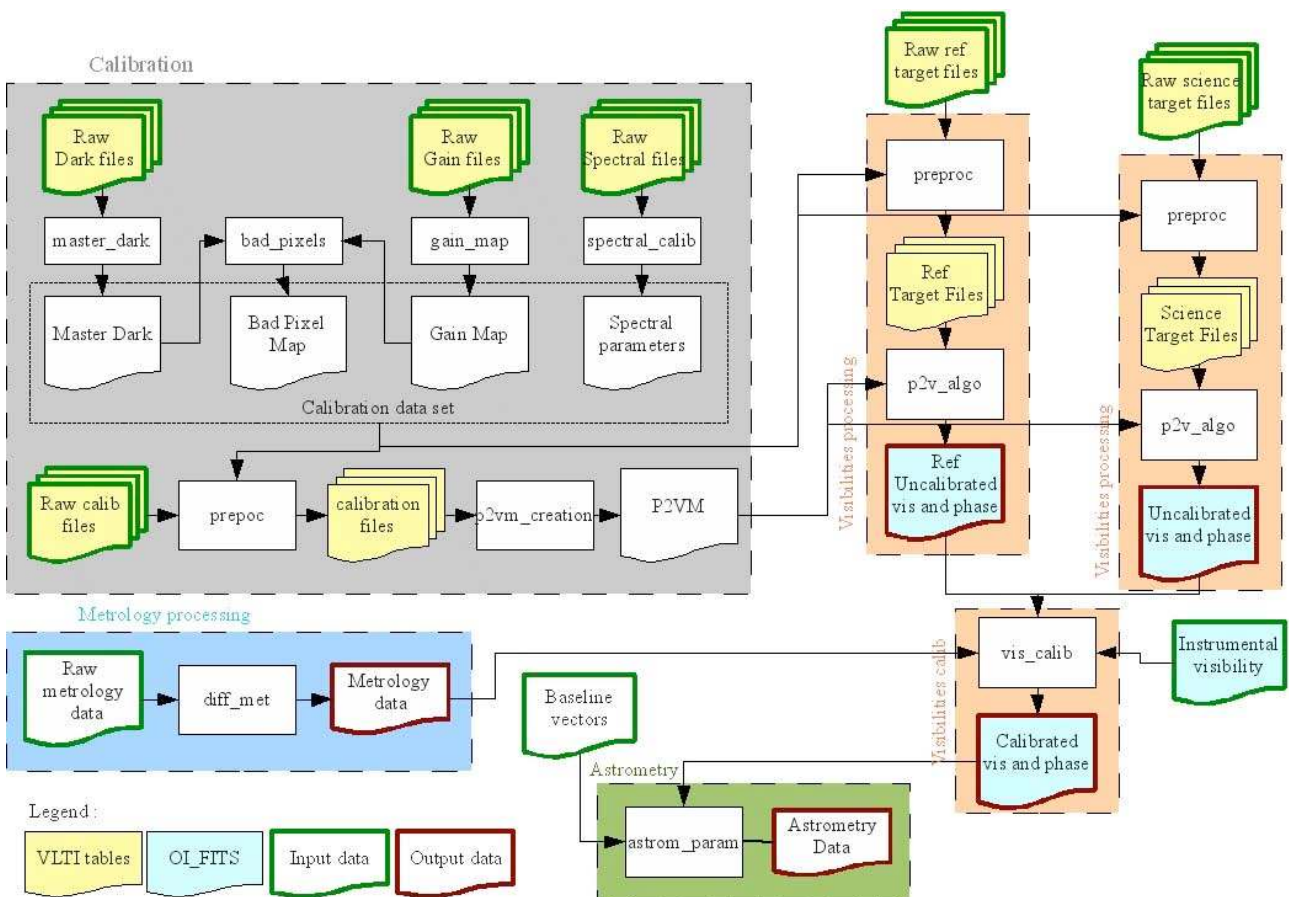 Calibration
Raw
Dark files
Raw
Gain files
Raw
Spectral files
master_dark
bad_pixels
gain_map
spectral_calib
Master Dark
Bad Pixel
Map
Gain Map
Spectral
parameters
Calibration data set
Raw calib
files
prepoc
calibration
files
p2vm_creation
P2VM
Raw ref
target files
preproc
Ref
Target Files
p2v_algo
Ref
Uncalibrated
vis and phase
Visibilities processing
Raw science
target files
preproc
Science
Target Files
p2v_algo
Uncalibrated
vis and phase
Visibilities processing
Metrology processing
Raw
metrology
data
diff_met
Metrology
data
Baseline
vectors
vis_calib
Instrumental
visibility
Calibrated
vis and phase
Visibilities calib
Astrometry
astrom_param
Astrometry
Data
Legend :
VLTI tables
OI_FITS
Input data
Output data